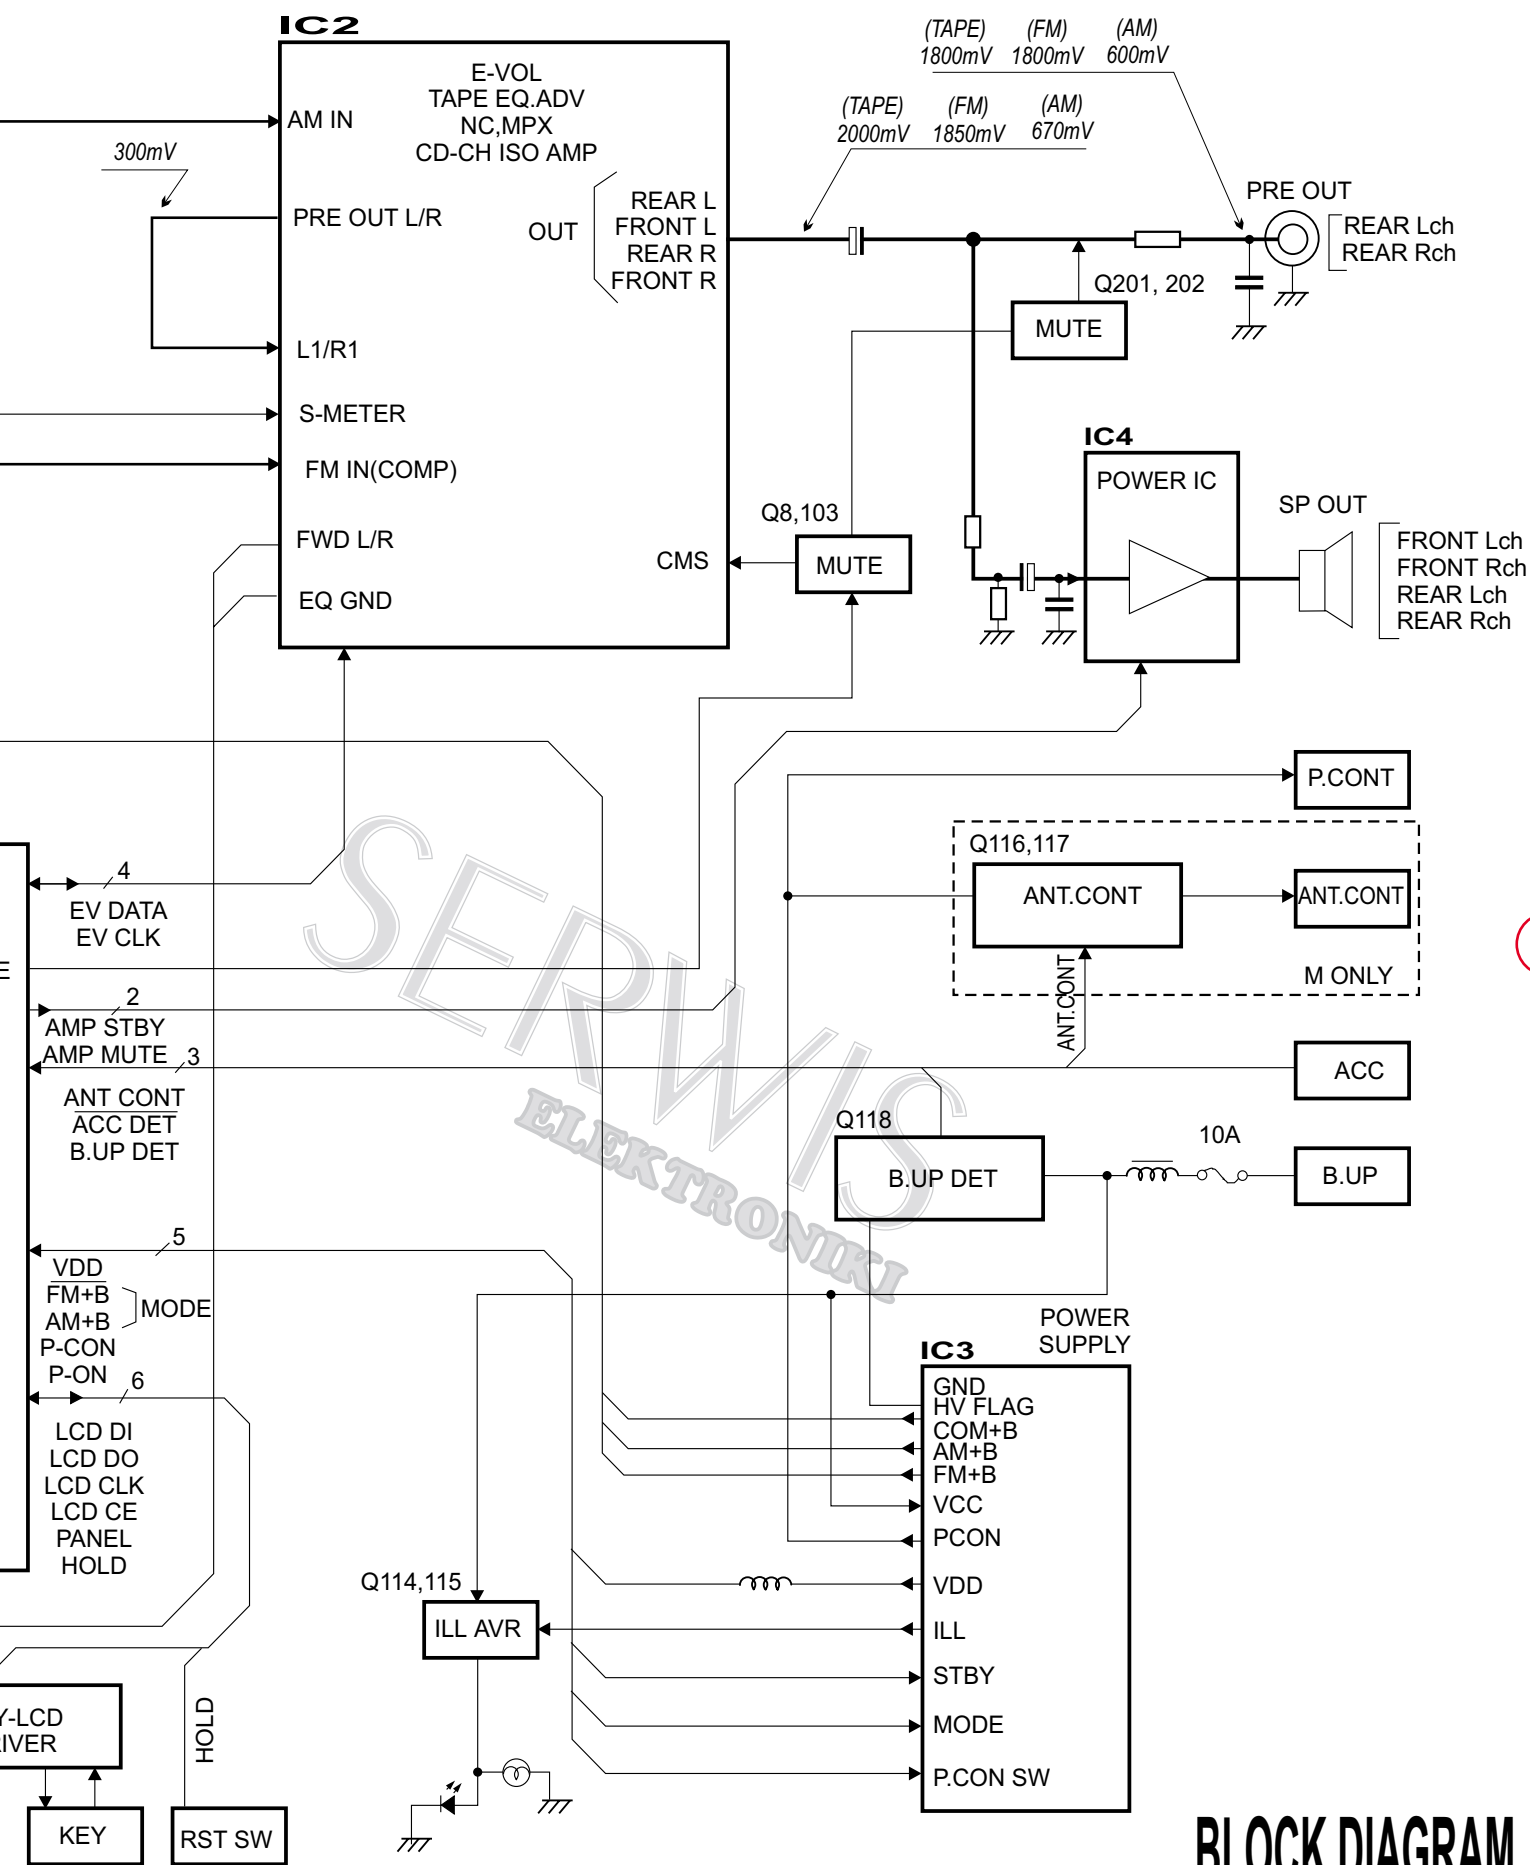 IC2
E-VOL
TAPE EQ.ADV
NC,MPX
CD-CH ISO AMP
AM IN
300mV
PRE OUT L/R
L1/R1
S-METER
FM IN(COMP)
FWD L/R
EQ GND
OUT
REAR L
FRONT L
REAR R
FRONT R
CMS
(TAPE) (FM) (AM)
1800mV 1800mV 600mV
(TAPE) (FM) (AM)
2000mV 1850mV 670mV
PRE OUT
REAR Lch
REAR Rch
Q201, 202
MUTE
Q8,103
MUTE
IC4
POWER IC
SP OUT
FRONT Lch
FRONT Rch
REAR Lch
REAR Rch
P.CONT
Q116,117
ANT.CONT
ANT.CONT
M ONLY
ANT.CONT
ACC
Q118
B.UP DET
10A
B.UP
E
4
EV DATA
EV CLK
2
AMP STBY
AMP MUTE
3
ANT CONT
ACC DET
B.UP DET
5
VDD
FM+B
AM+B
MODE
P-CON
P-ON
6
LCD DI
LCD DO
LCD CLK
LCD CE
PANEL
HOLD
SERWIS
ELEKTRONIKI
POWER
SUPPLY
IC3
GND
HV FLAG
COM+B
AM+B
FM+B
VCC
PCON
VDD
ILL
STBY
MODE
P.CON SW
Q114,115
ILL AVR
Y-LCD
IVER
HOLD
KEY
RST SW
BLOCK DIAGRAM